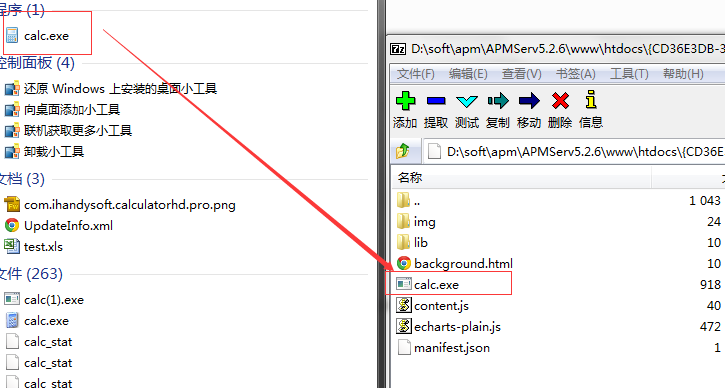 程序 (1)
calc.exe
控制面板 (4)
还原 Windows 上安装的桌面小工具
向桌面添加小工具
联机获取更多小工具
卸载小工具
文档 (3)
com.ihandysoft.calculatorhd.pro.png
UpdateInfo.xml
test.xls
文件 (263)
calc(1).exe
calc.exe
calc_stat
calc_stat
calc_stat
D:\soft\apm\APMServ5.2.6\www\htdocs\{CD36E3DB-3
文件(F) 编辑(E) 查看(V) 书签(A) 工具(T) 帮助(H)
添加 提取 测试 复制 移动 删除 信息
D:\soft\apm\APMServ5.2.6\www\htdocs\{CD36E
名称
.. 1 043
img 24
lib 10
background.html 10
calc.exe 918
content.js 40
echarts-plain.js 472
manifest.json 1